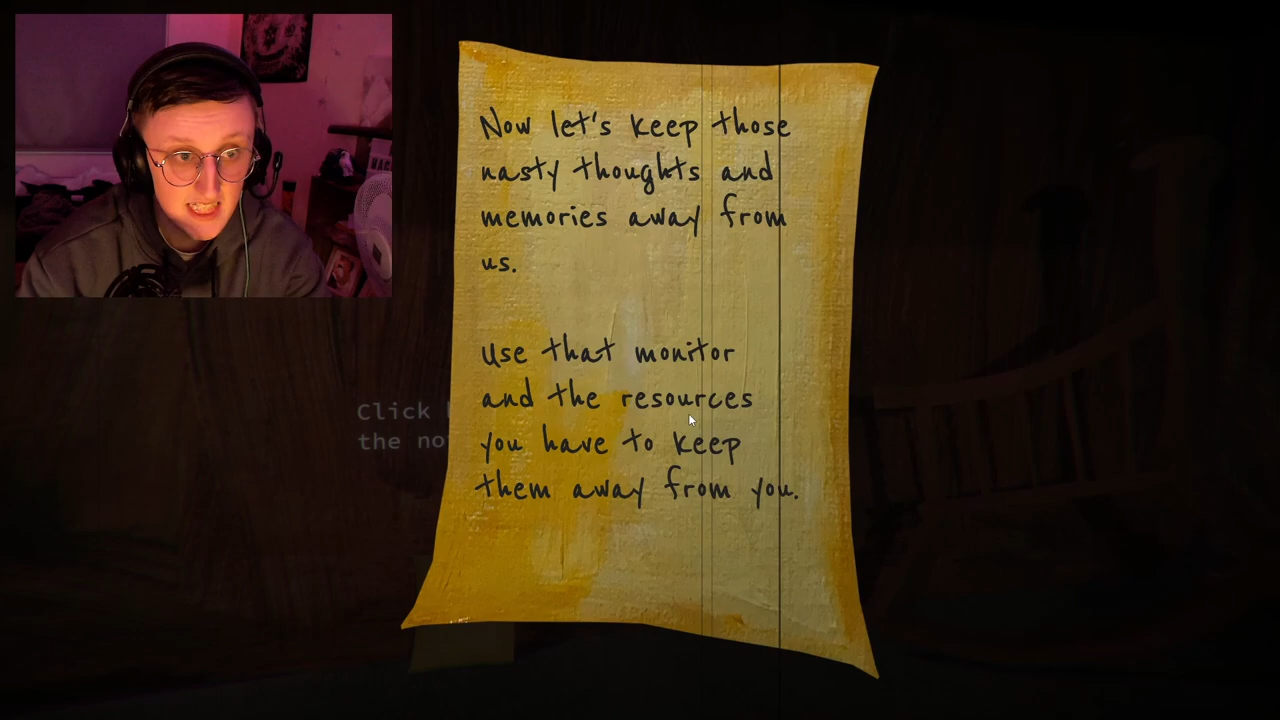 Now let's keep those
nasty thoughts and
memories away from
us.
Use that monitor
and the resources
you have to keep
them away from you.
Click
the